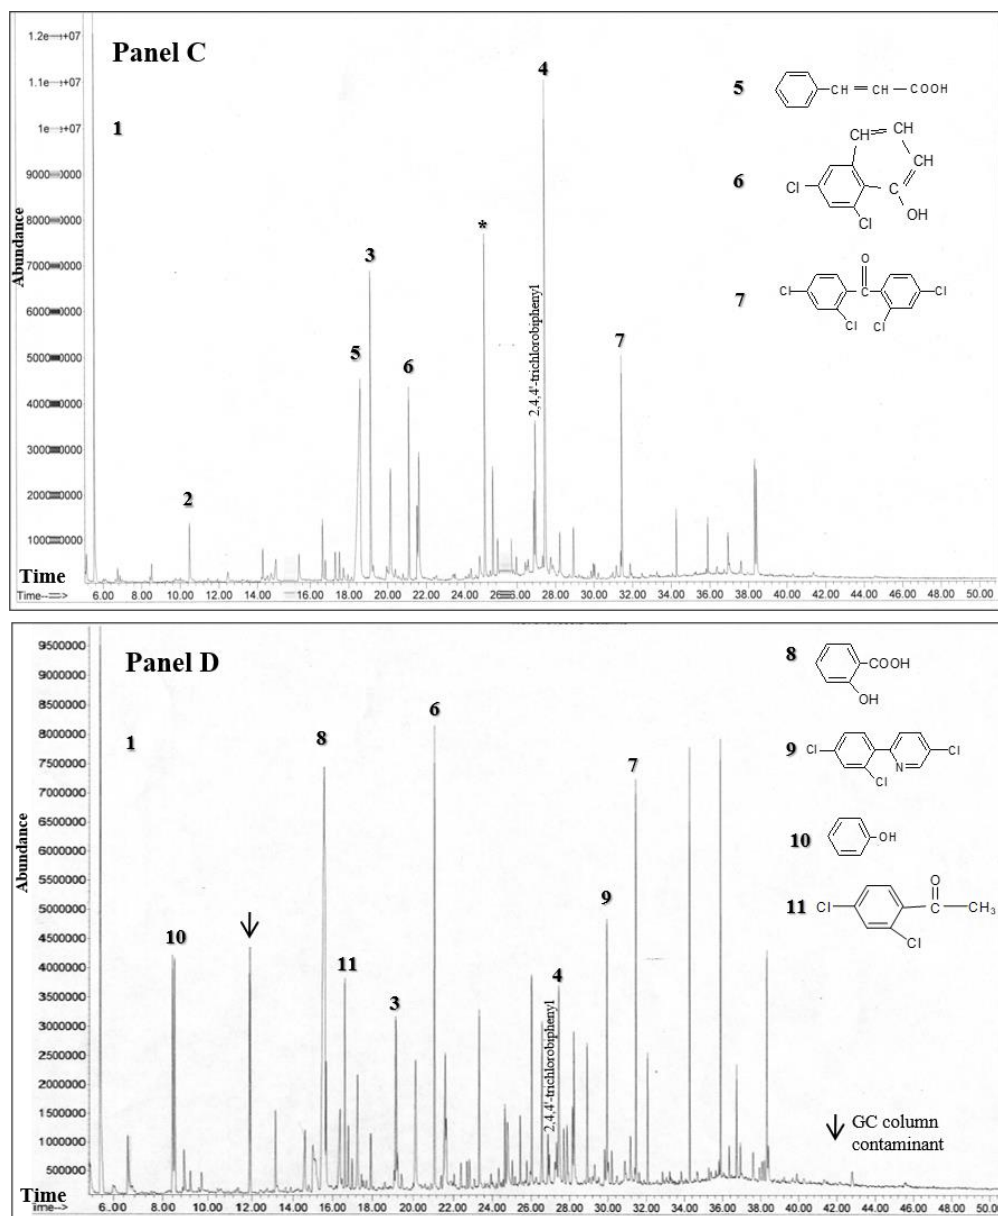 Panel C
1.2e+07
1.1e+07
1e+07
9000000
8000000
7000000
6000000
5000000
4000000
3000000
2000000
1000000
Abundance
1
2
5
3
6
*
2,4,4'-trichlorobiphenyl
4
7
5
CH CH COOH
6
CH CH
CH
Cl C
Cl OH
7
O
Cl C Cl
Cl Cl
Time
Time-->
6.00 8.00 10.00 12.00 14.00 16.00 18.00 20.00 22.00 24.00 26.00 28.00 30.00 32.00 34.00 36.00 38.00 40.00 42.00 44.00 46.00 48.00 50.0
Panel D
9500000
9000000
8500000
8000000
7500000
7000000
6500000
6000000
5500000
5000000
4500000
4000000
3500000
3000000
2500000
2000000
1500000
1000000
500000
Abundance
1
10
8
11
3
6
2,4,4'-trichlorobiphenyl
4
9
7
8
COOH
OH
9
Cl Cl
Cl N
10
OH
11
O
Cl C CH3
Cl
GC column
contaminant
Time
Time-->
6.00 8.00 10.00 12.00 14.00 16.00 18.00 20.00 22.00 24.00 26.00 28.00 30.00 32.00 34.00 36.00 38.00 40.00 42.00 44.00 46.00 48.00 50.0